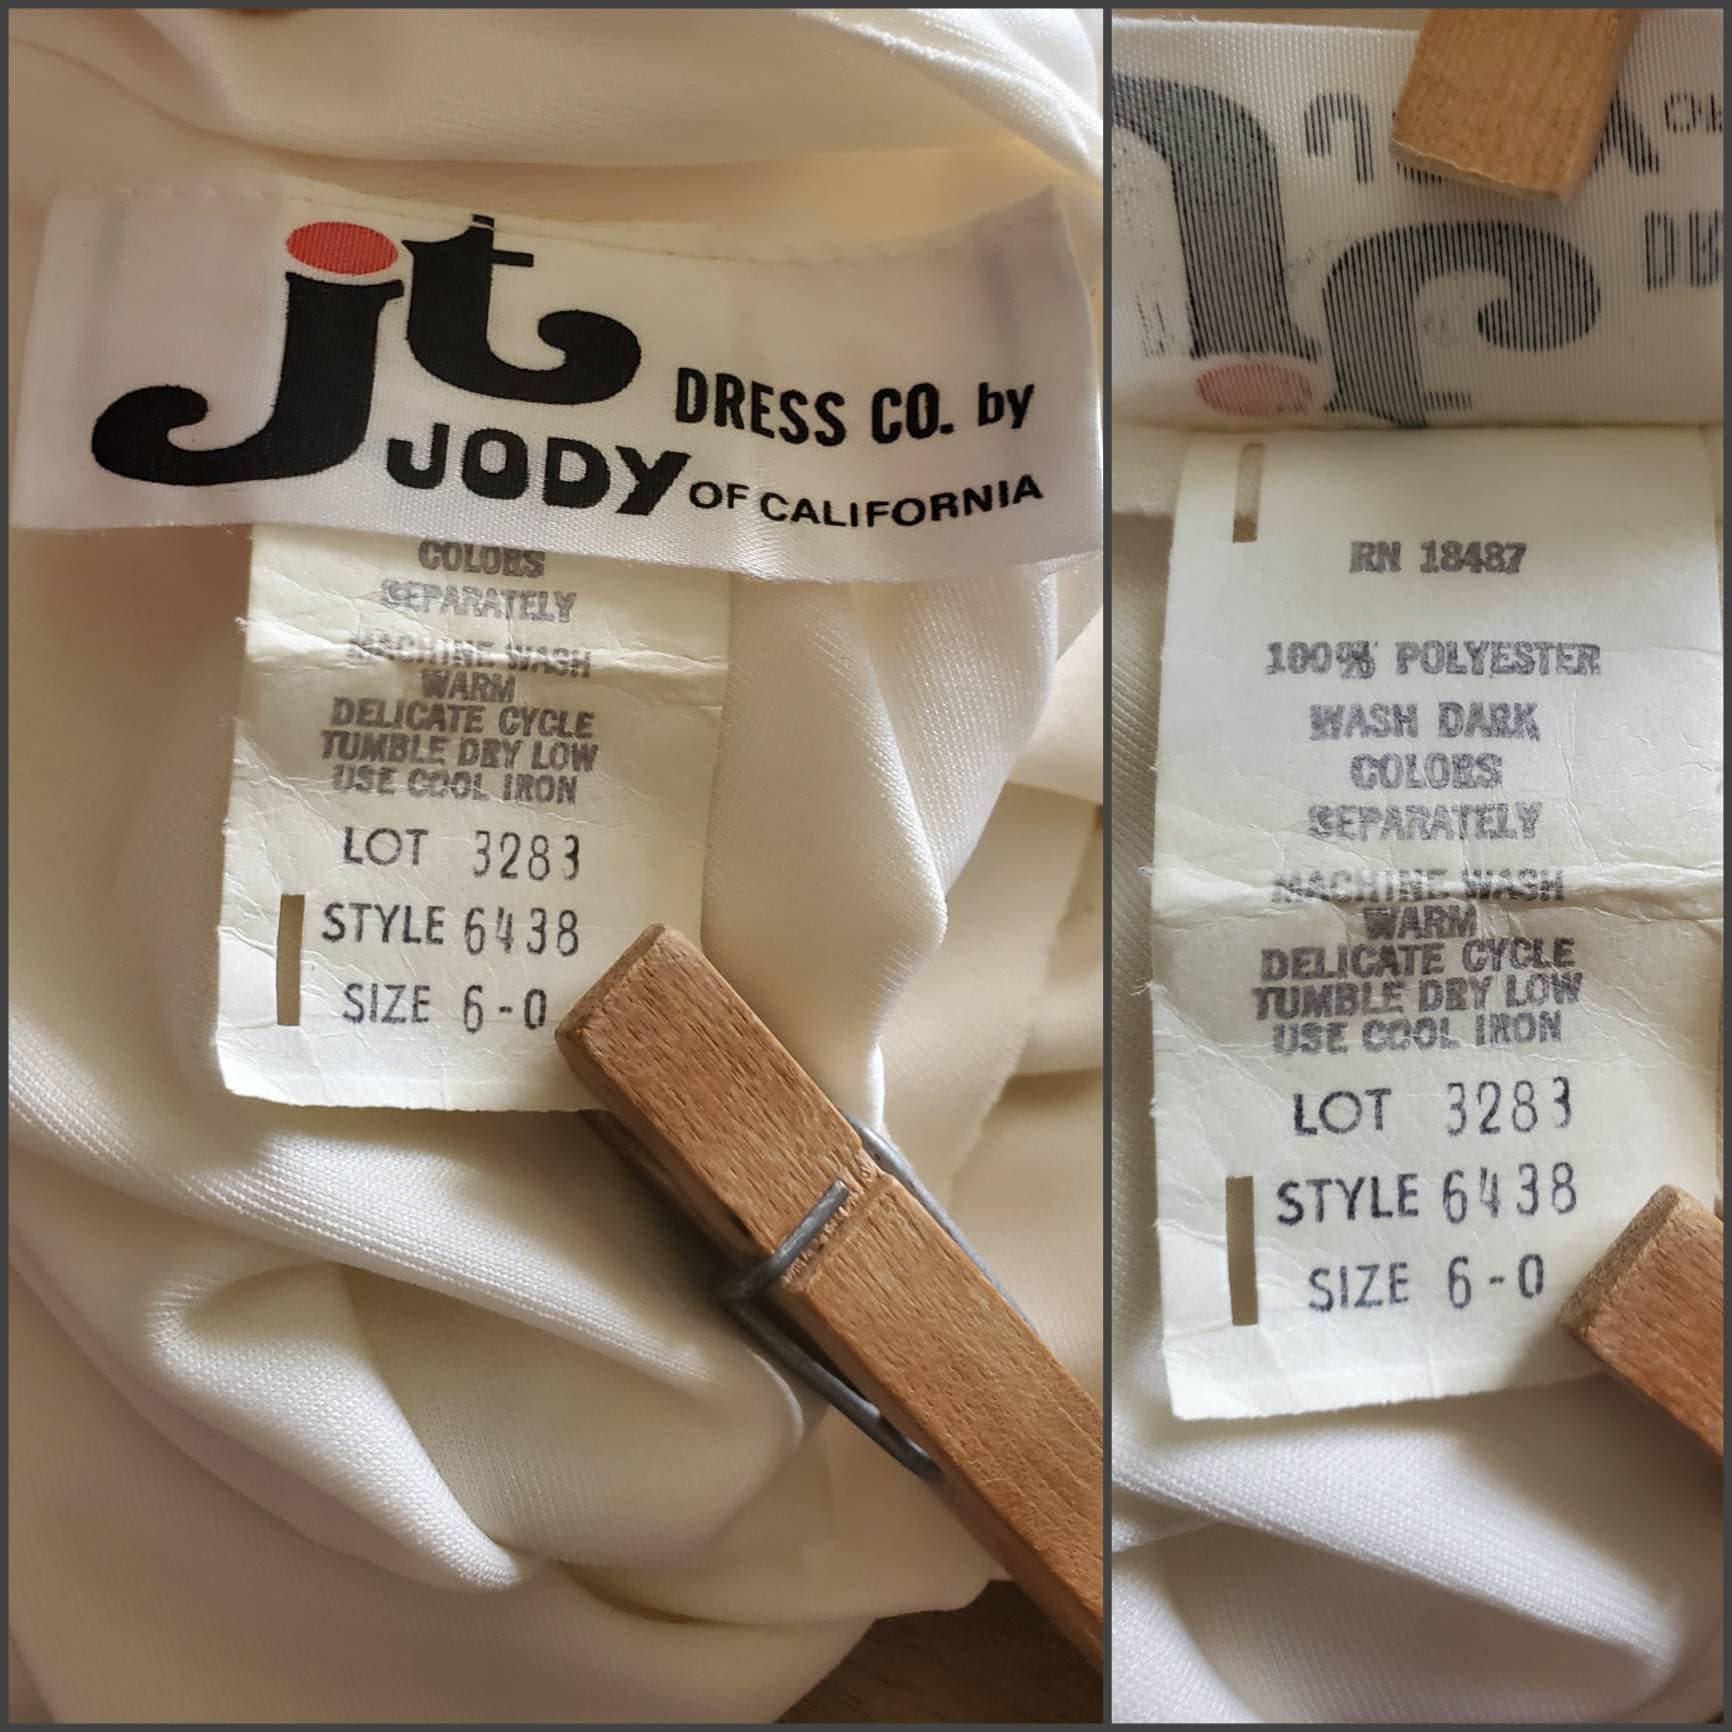 jt DRESS CO. by
JODY OF CALIFORNIA
COLORS
SEPARATELY
MACHINE WASH
WARM
DELICATE CYCLE
TUMBLE DRY LOW
USE COOL IRON
LOT 3283
STYLE 6438
SIZE 6-0
RN 18487
100% POLYESTER
WASH DARK
COLORS
SEPARATELY
MACHINE WASH
WARM
DELICATE CYCLE
TUMBLE DRY LOW
USE COOL IRON
LOT 3283
STYLE 6438
SIZE 6-0